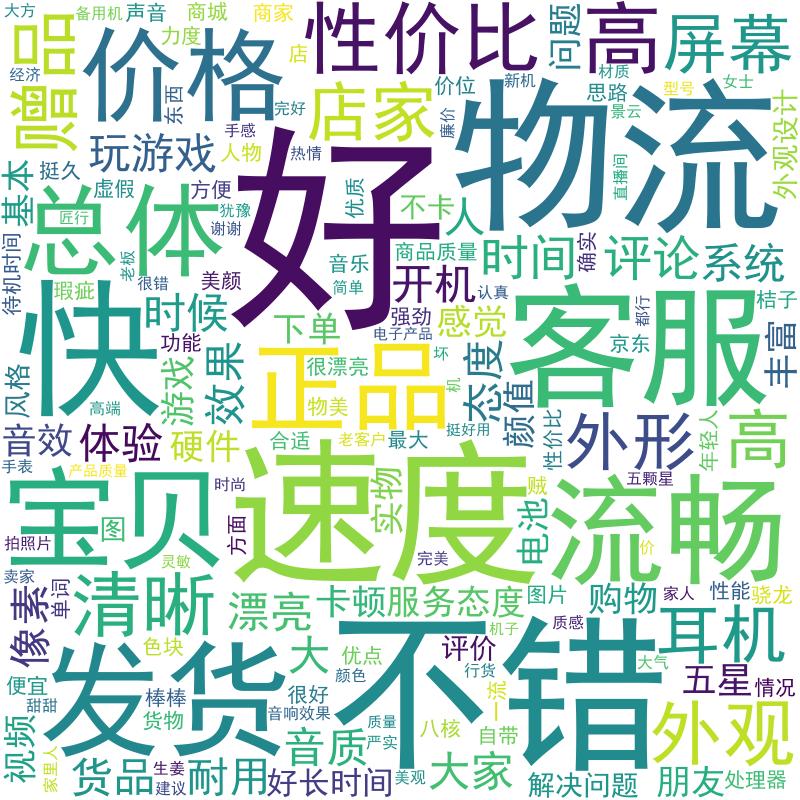 大方
备用机
声音
商城
商家
性价比
问题
高
屏幕
赠品
价格
力度
店
经济
东西
完好
店家
价位
新机
思路
材质
型号
女士
物流
外观设计
手感
热情
廉价
景云
直播间
玩游戏
人物
好
基本
挺久
虚假
方便
优质
不卡
人
匠行
犹豫
谢谢
总体
老板
商品质量
时间
确实
评论
系统
待机时间
瑕疵
很错
美颜
音乐
简单
开机
认真
桔子
快
时候
功能
下单
强劲
感觉
电子产品
客服
都行
京东
丰富
风格
效果
游戏
很漂亮
正品
坏
机
态度
颜值
高端
物美
音效
体验
硬件
合适
老客户
最大
挺好用
性价比
外形
年轻人
高
手表
产品质量
时尚
速度
实物
贼
五颗星
宝贝
图
方面
电池
流畅
拍照片
灵敏
完美
价
卖家
单词
清晰
漂亮
卡顿
服务态度
图片
购物
家人
性能
骁龙
像素
色块
大
优点
评价
机子
质感
耳机
大气
发货
不错
行货
五星
情况
便宜
甜甜
棒棒
货物
很好
颜色
音响效果
一流
八核
自带
外观
视频
家里人
货品
生姜
建议
耐用
音质
质量
严实
好长时间
美观
大家
解决问题
朋友
处理器